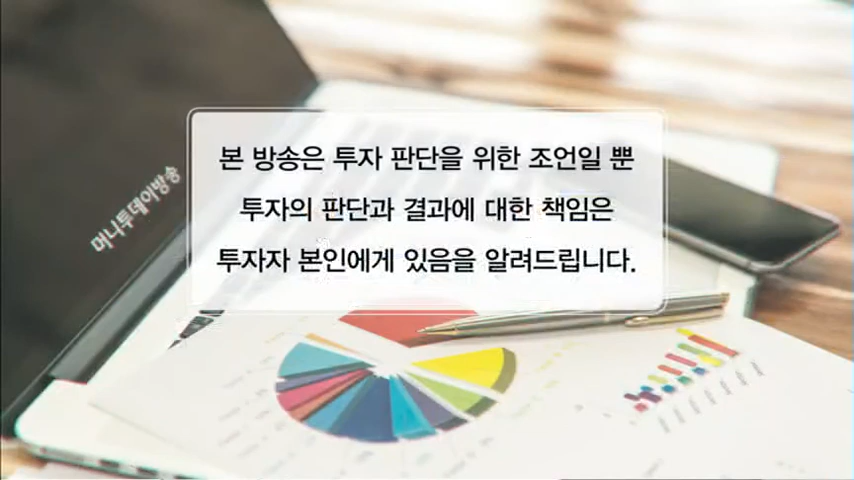 본 방송은 투자 판단을 위한 조언일 뿐
투자의 판단과 결과에 대한 책임은
투자자 본인에게 있음을 알려드립니다.
머니투데이방송